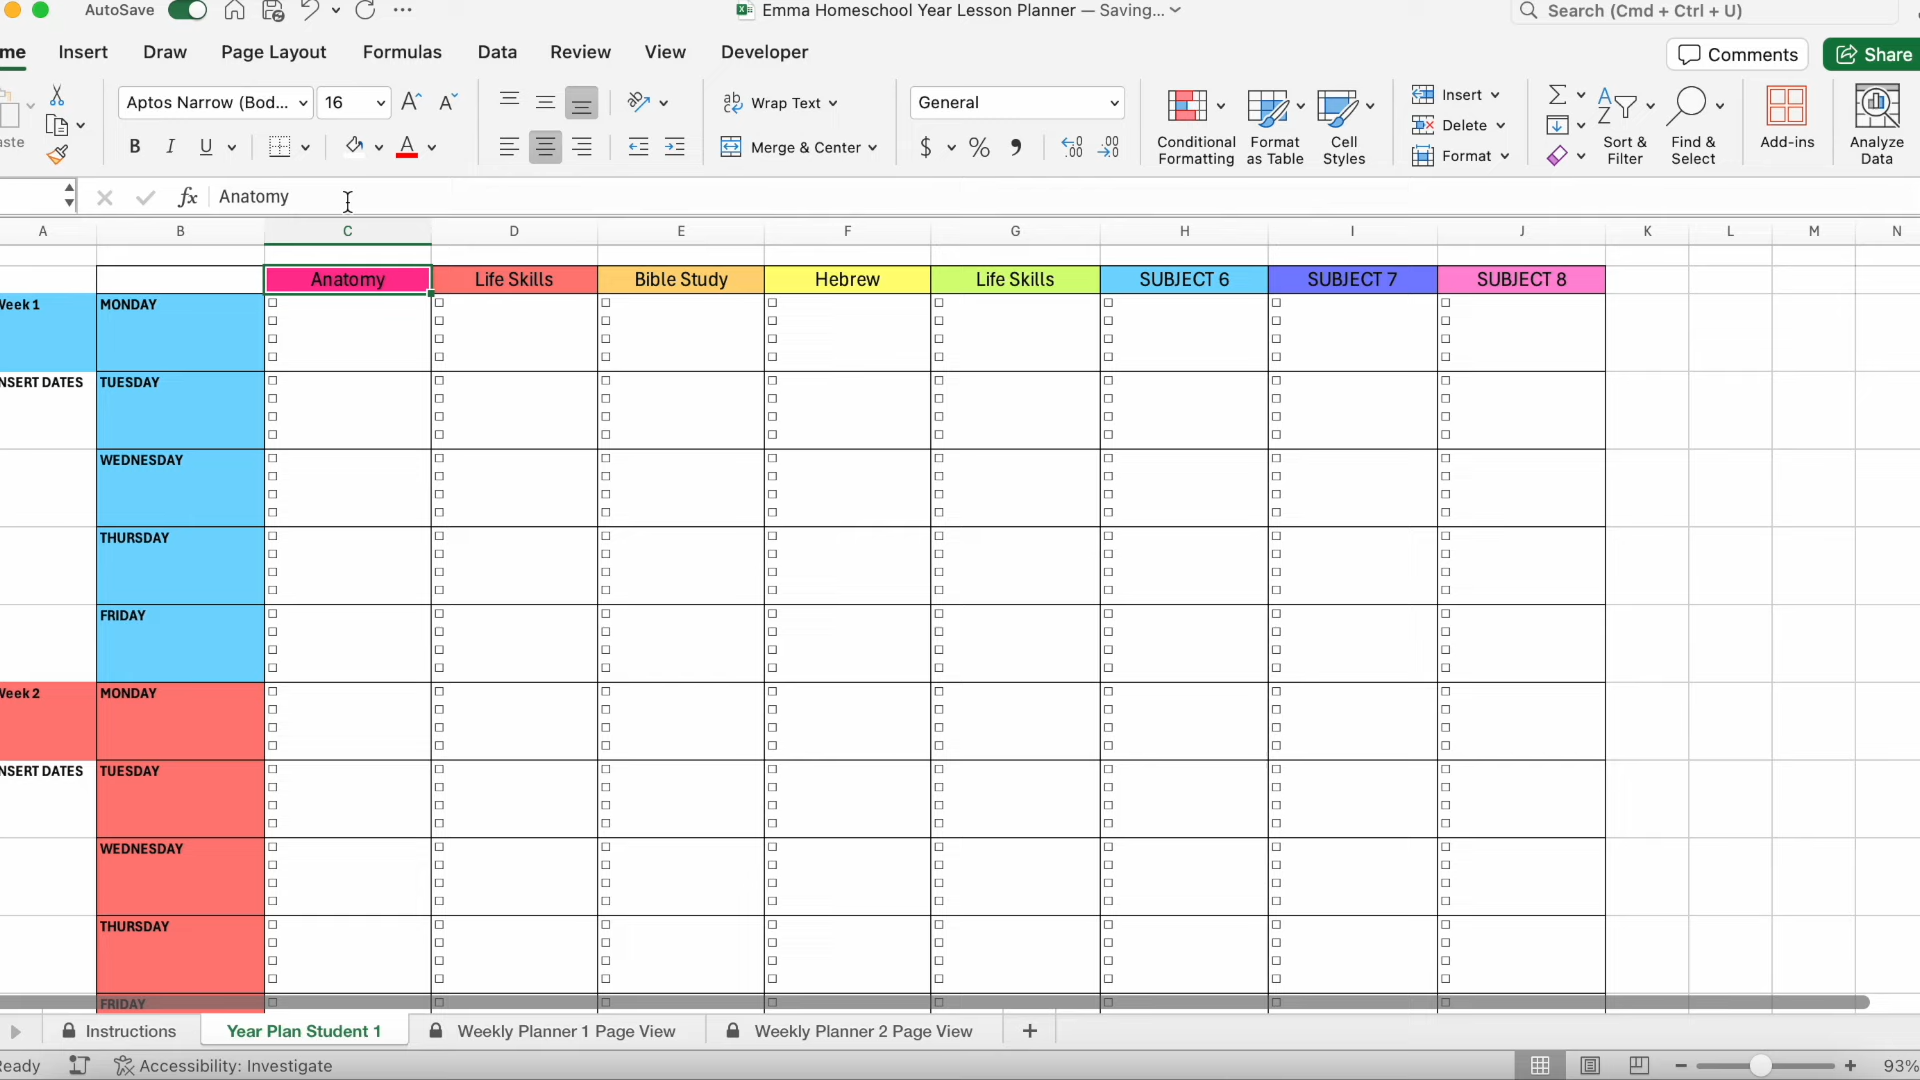 AutoSave
Emma Homeschool Year Lesson Planner — Saving...
Search (Cmd + Ctrl + U)
me Insert Draw Page Layout Formulas Data Review View Developer
Comments Share
Aptos Narrow (Bod... 16
ab Wrap Text
General
Insert
Delete
Format
aste
B I U
A
Merge & Center
$ % 9
Conditional Formatting
Format as Table
Cell Styles
Sort & Filter
Find & Select
Add-ins
Analyze Data
fx Anatomy
A B C D E F G H I J K L M N
Anatomy Life Skills Bible Study Hebrew Life Skills SUBJECT 6 SUBJECT 7 SUBJECT 8
Week 1 MONDAY
NSERT DATES TUESDAY
WEDNESDAY
THURSDAY
FRIDAY
Week 2 MONDAY
NSERT DATES TUESDAY
WEDNESDAY
THURSDAY
FRIDAY
Instructions Year Plan Student 1 Weekly Planner 1 Page View Weekly Planner 2 Page View +
eady Accessibility: Investigate
93%